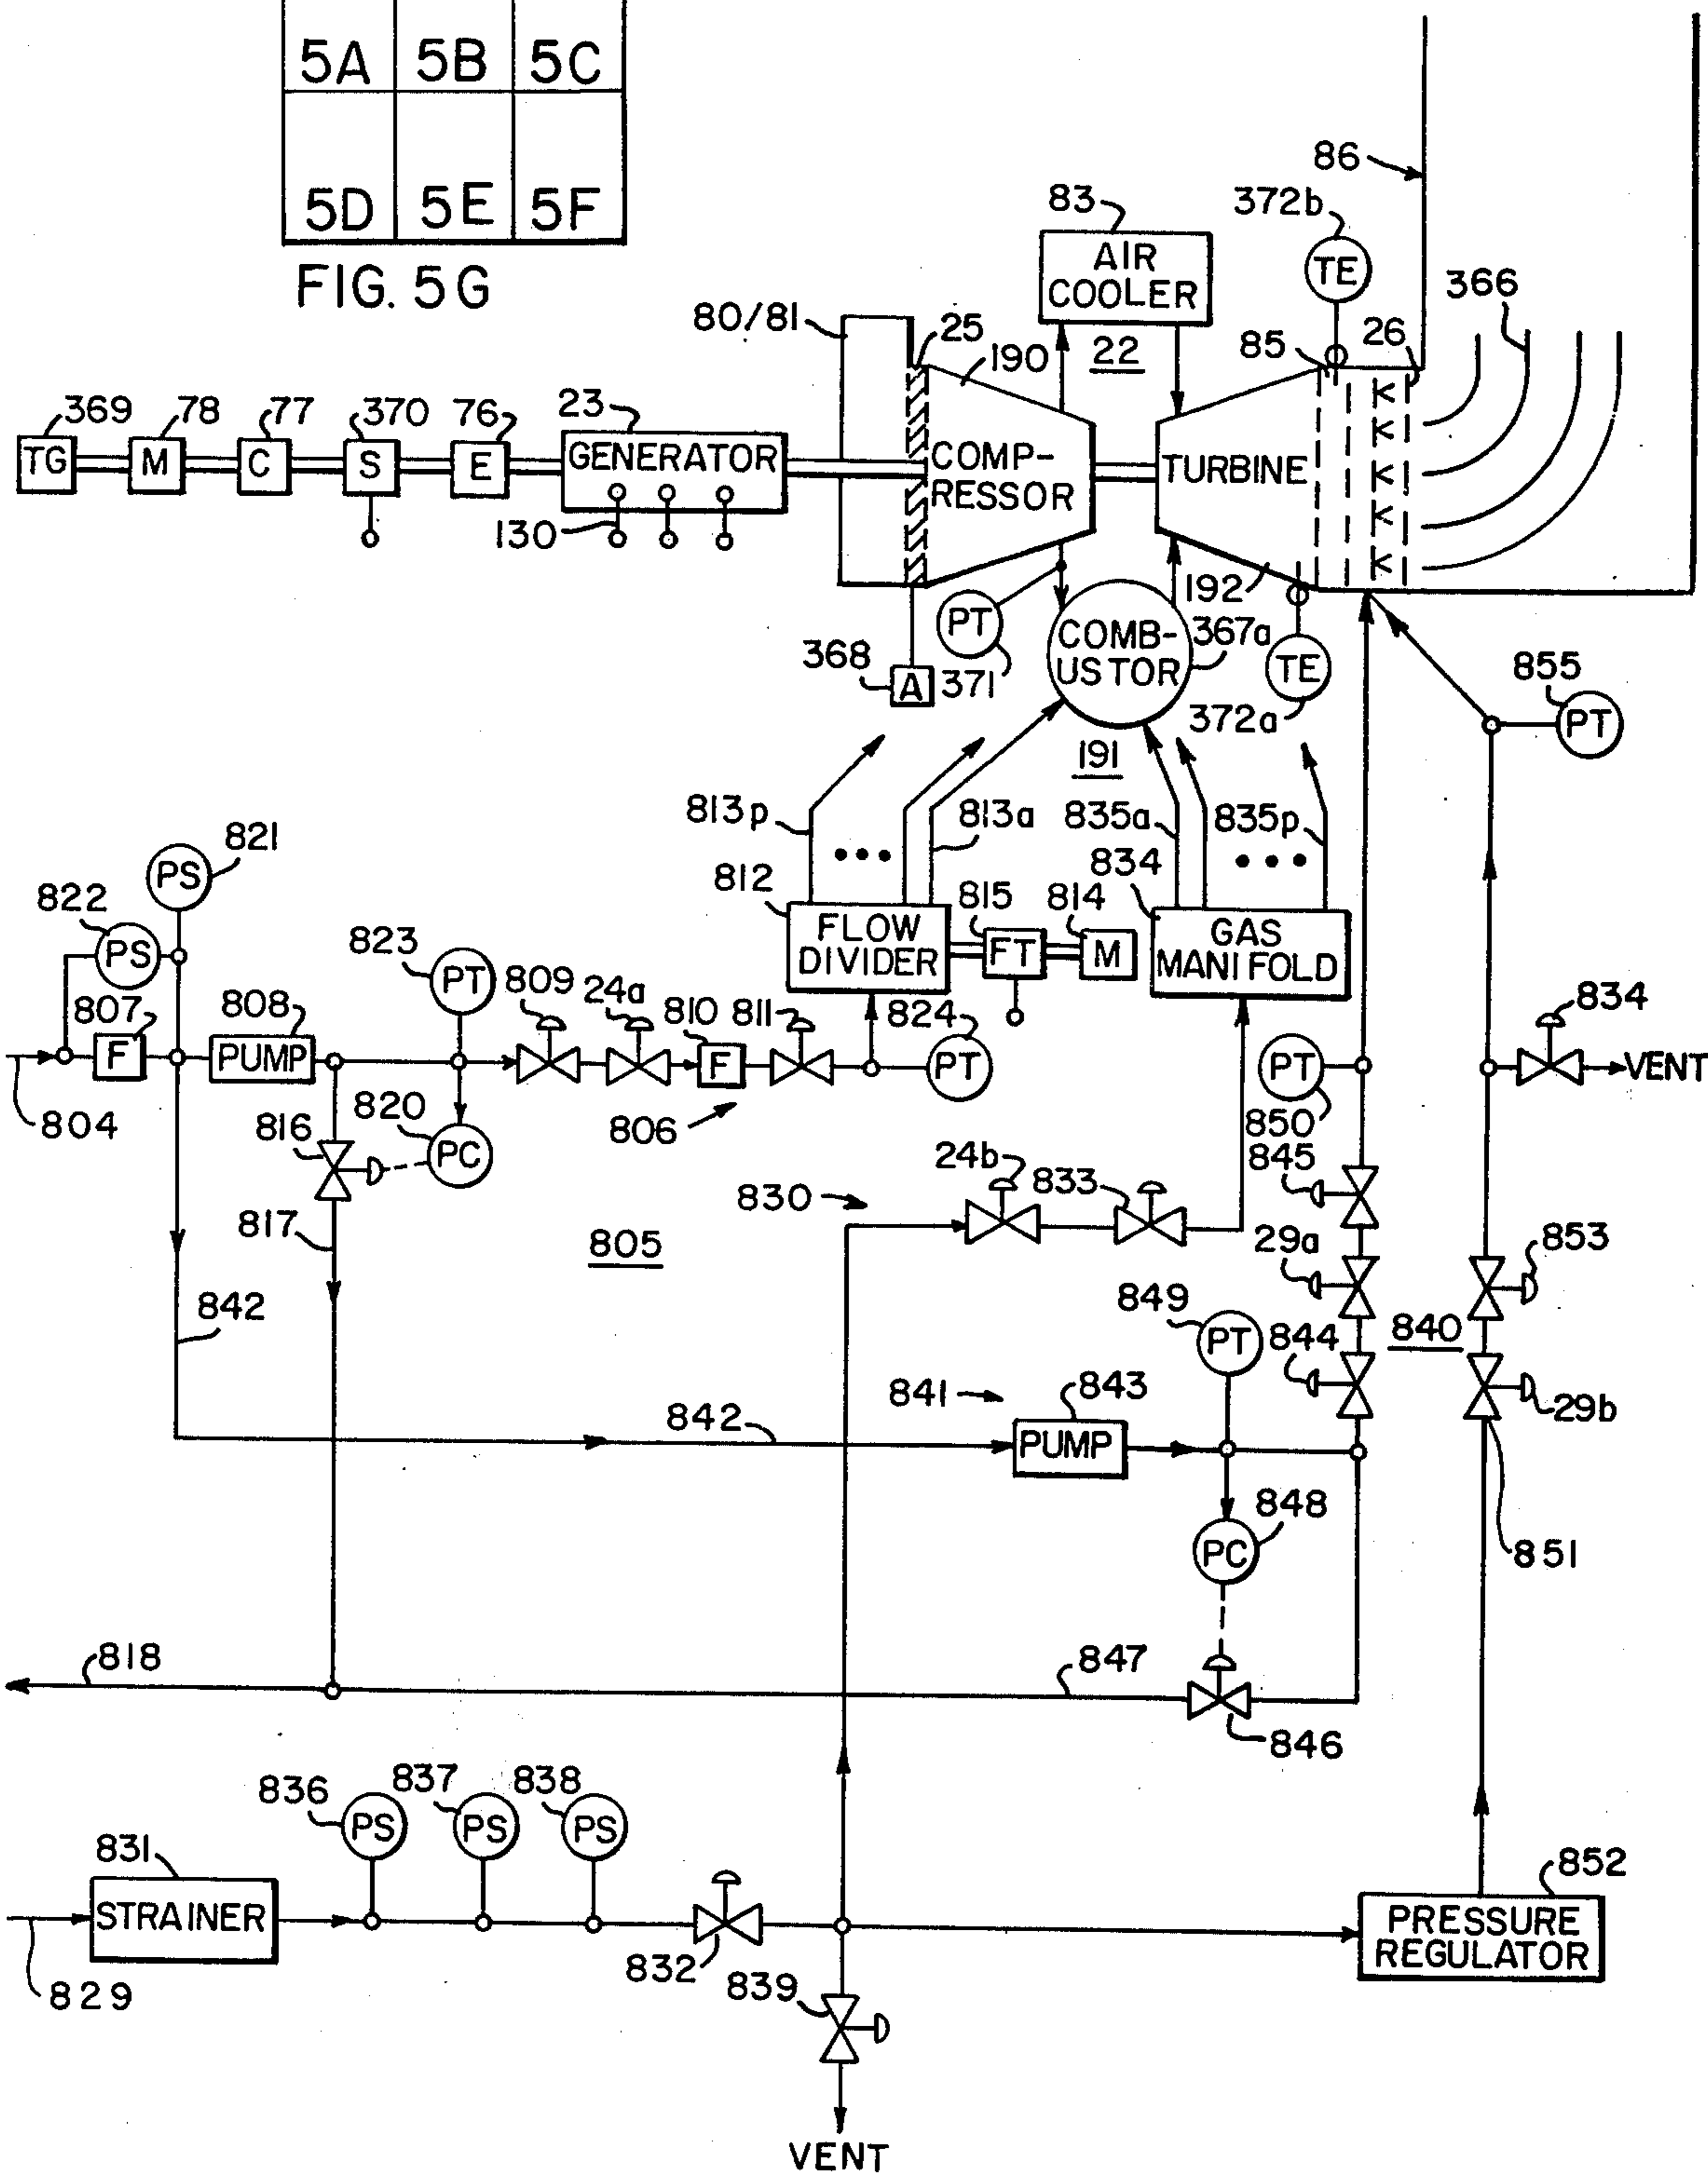 5A 5B 5C
5D 5E 5F
FIG. 5G
86
83
372b
AIR
COOLER
TE
366
80/81
25
190
22
85
26
369
78
77
370
76
23
TG
M
C
S
E
GENERATOR
COMP-
RESSOR
TURBINE
130
192
PT
371
COMB-
USTOR
367a
368
A
TE
372a
855
PT
191
813p
813a
835a
835p
821
PS
822
PS
812
815
814
834
823
PT
FLOW
DIVIDER
FT
M
GAS
MANIFOLD
834
807
808
809
24a
810
811
824
F
PUMP
F
PT
PT
VENT
804
820
806
850
816
PC
845
24b
833
830
817
805
29a
853
842
849
PT
844
840
841
843
29b
842
PUMP
848
PC
851
818
847
846
836
837
838
PS
PS
PS
831
852
STRAINER
PRESSURE
REGULATOR
832
829
839
VENT